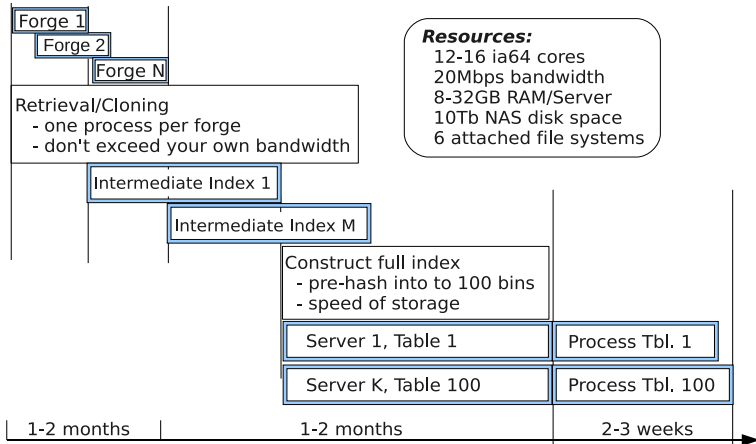 Forge 1
Forge 2
Forge N
Resources:
12-16 ia64 cores
20Mbps bandwidth
8-32GB RAM/Server
10Tb NAS disk space
6 attached file systems
Retrieval/Cloning
- one process per forge
- don't exceed your own bandwidth
Intermediate Index 1
Intermediate Index M
Construct full index
- pre-hash into to 100 bins
- speed of storage
Server 1, Table 1
Process Tbl. 1
Server K, Table 100
Process Tbl. 100
1-2 months
1-2 months
2-3 weeks